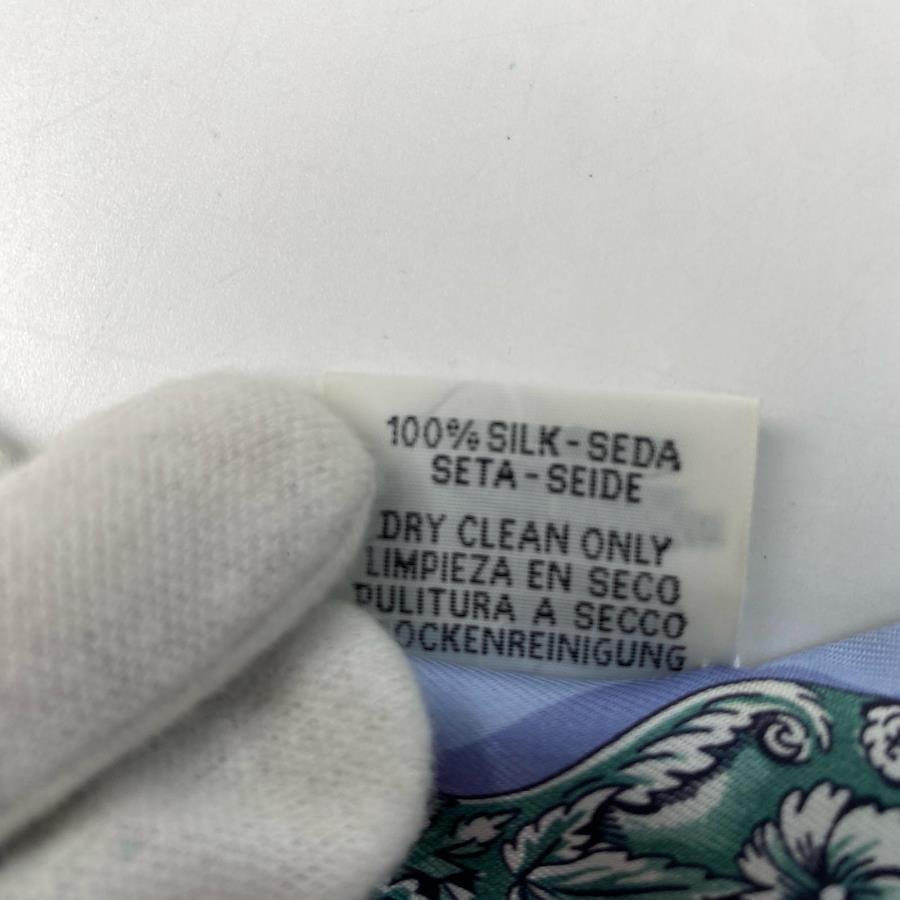 100% SILK - SEDA
SETA - SEIDE
DRY CLEAN ONLY
LIMPIEZA EN SECO
PULITURA A SECCO
OCKENREINIGUNG